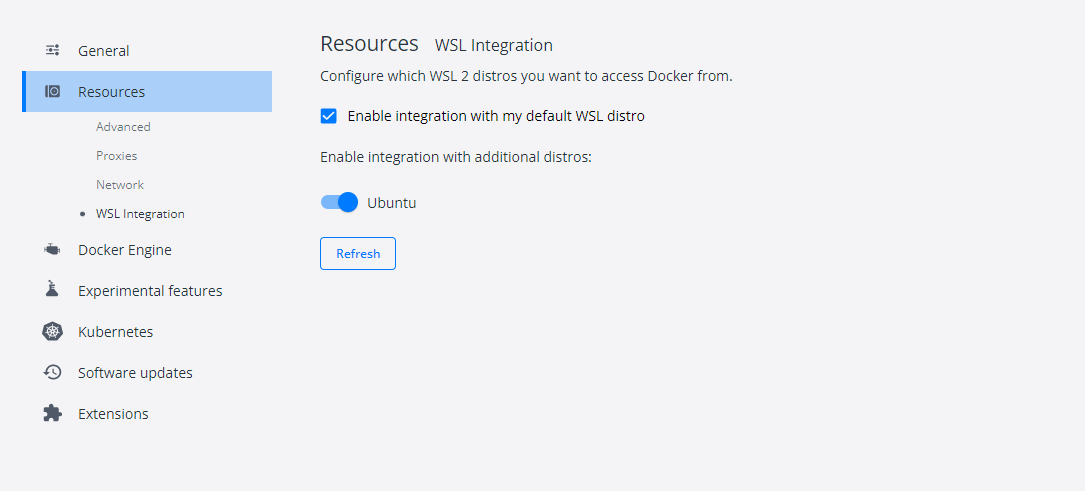 General
Resources
Advanced
Proxies
Network
WSL Integration
Docker Engine
Experimental features
Kubernetes
Software updates
Extensions
Resources WSL Integration
Configure which WSL 2 distros you want to access Docker from.
Enable integration with my default WSL distro
Enable integration with additional distros:
Ubuntu
Refresh